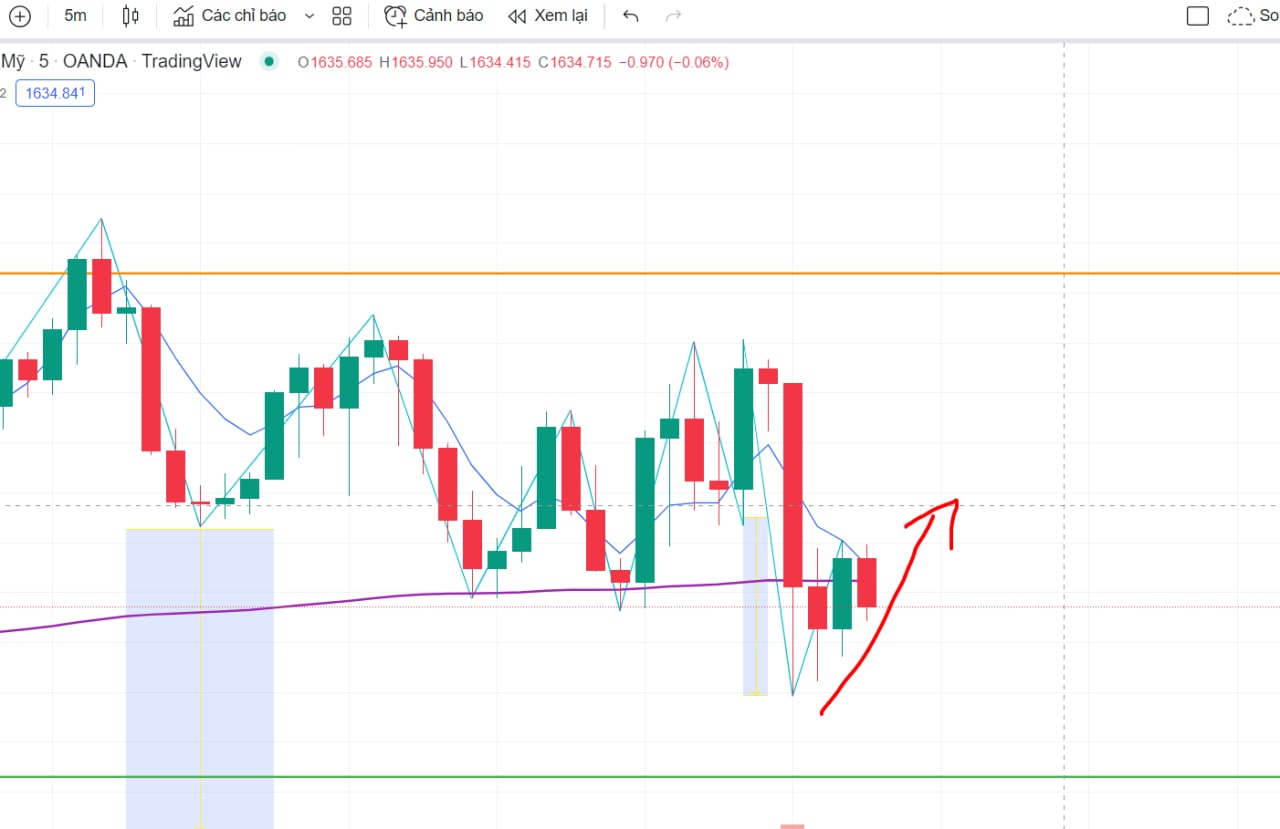 5m Các chỉ báo Cảnh báo Xem lại So
Mỹ · 5 · OANDA · TradingView O1635.685 H1635.950 L1634.415 C1634.715 −0.970 (−0.06%)
2 1634.841